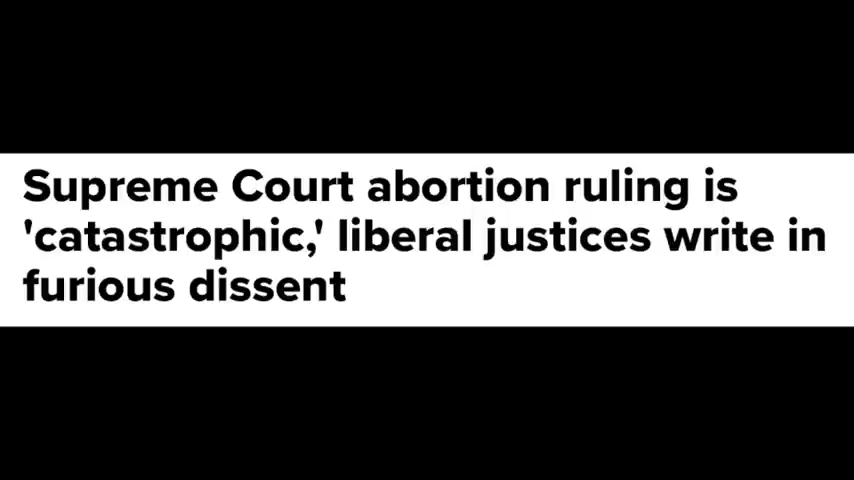 Supreme Court abortion ruling is
'catastrophic,' liberal justices write in
furious dissent